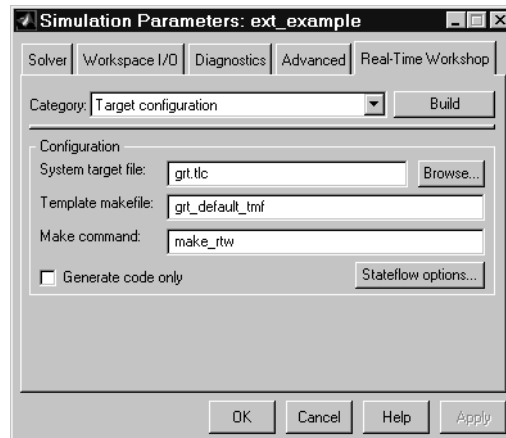 Simulation Parameters: ext_example
Solver Workspace I/O Diagnostics Advanced Real-Time Workshop
Category: Target configuration Build
Configuration
System target file: grt.tlc Browse...
Template makefile: grt_default_tmf
Make command: make_rtw
Generate code only Stateflow options...
OK Cancel Help Apply